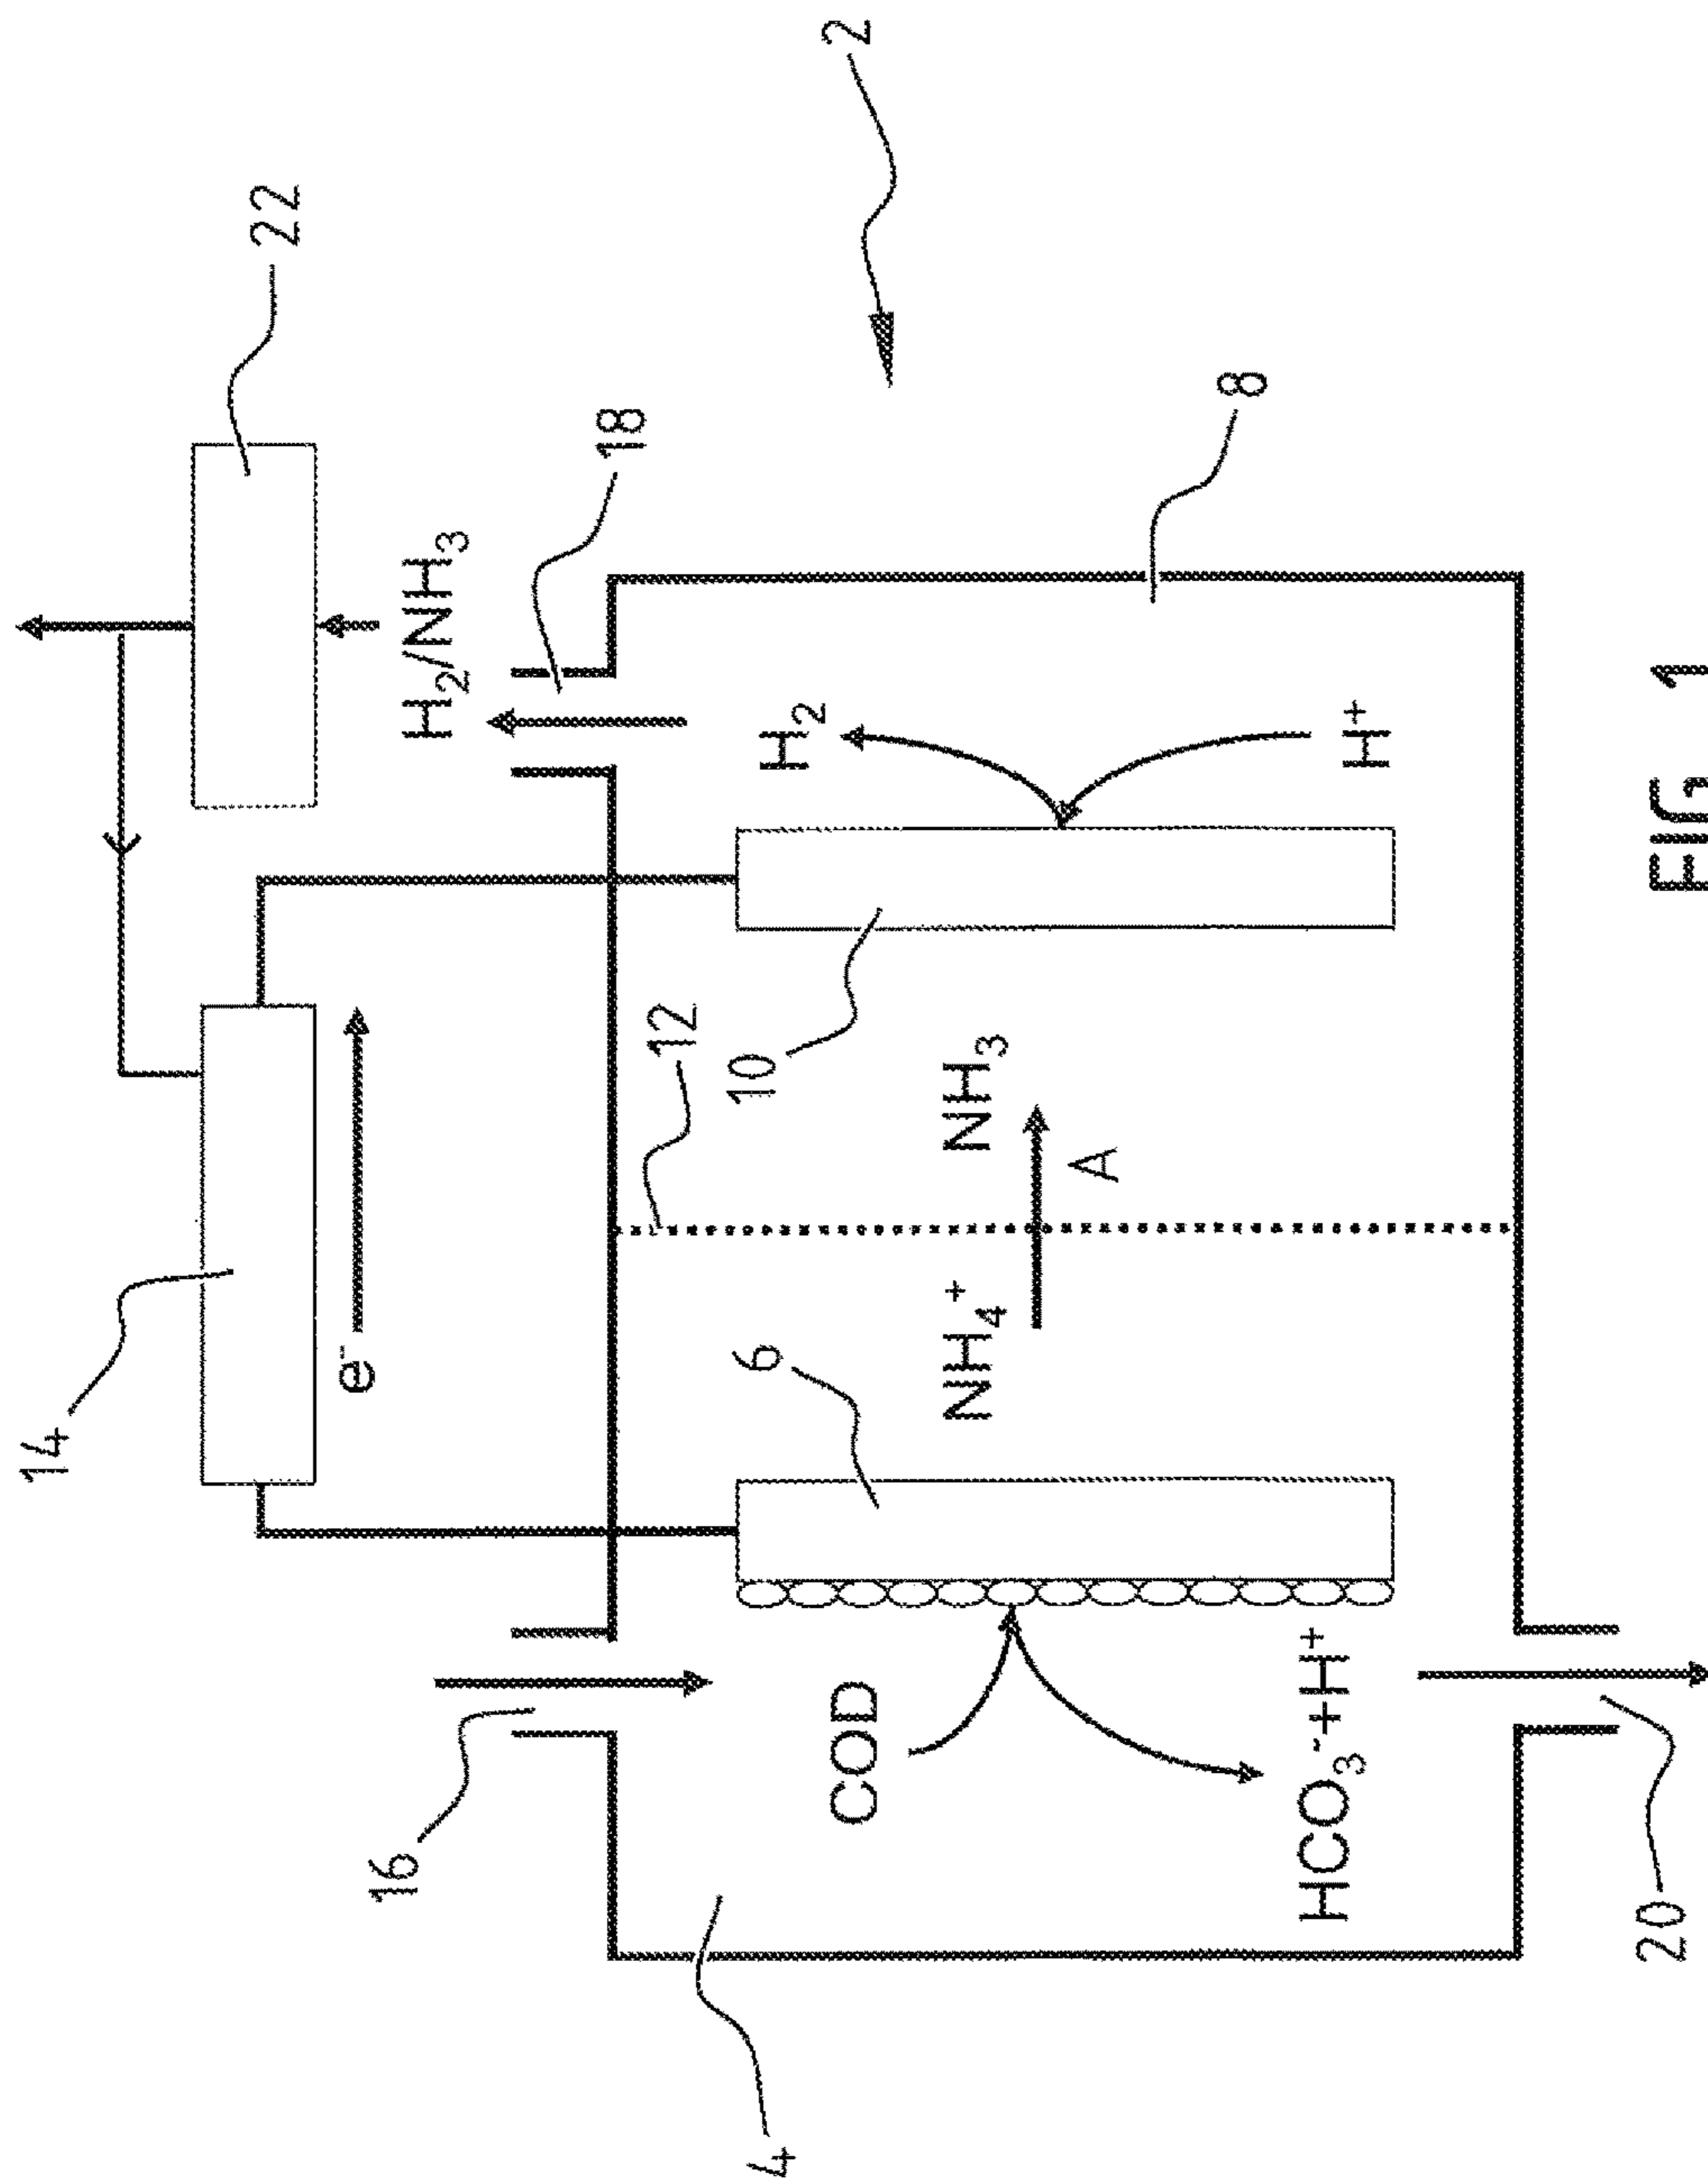 2
22
14
e⁻
H₂/NH₃
16
18
12
COD
6
NH₄⁺
NH₃
A
10
H₂
H⁺
8
HCO₃⁻+H⁺
4
20
FIG. 1